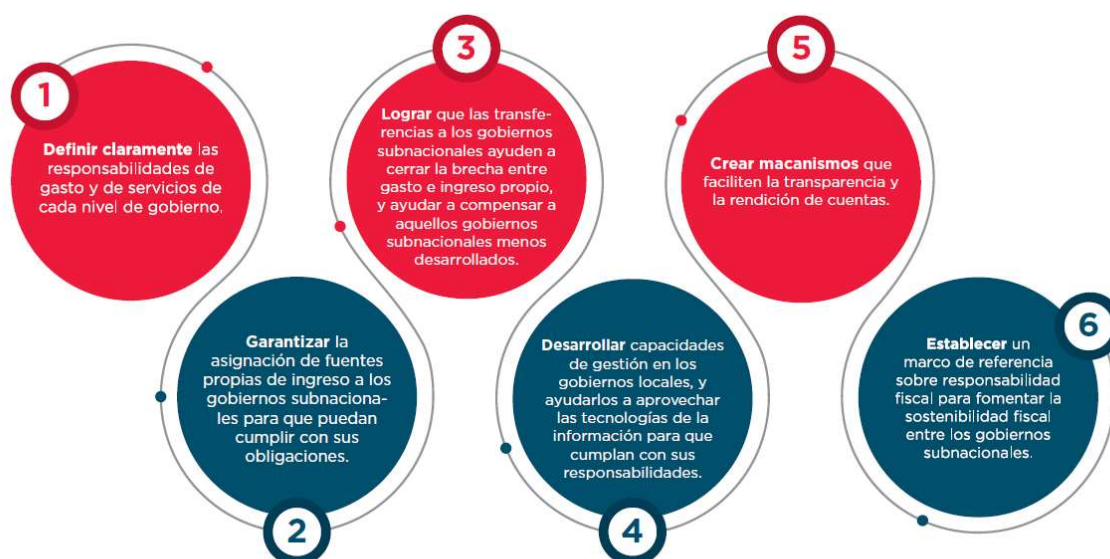 1
Definir claramente las
responsabilidades de
gasto y de servicios de
cada nivel de gobierno.
2
Garantizar la
asignación de fuentes
propias de ingreso a los
gobiernos subnaciona-
les para que puedan
cumplir con sus
obligaciones.
3
Lograr que las transfe-
rencias a los gobiernos
subnacionales ayuden a
cerrar la brecha entre
gasto e ingreso propio,
y ayudar a compensar a
aquellos gobiernos
subnacionales menos
desarrollados.
4
Desarrollar capacidades
de gestión en los
gobiernos locales, y
ayudarlos a aprovechar
las tecnologías de la
información para que
cumplan con sus
responsabilidades.
5
Crear macanismos que
faciliten la transparencia y
la rendición de cuentas.
6
Establecer un
marco de referencia
sobre responsabilidad
fiscal para fomentar la
sostenibilidad fiscal
entre los gobiernos
subnacionales.